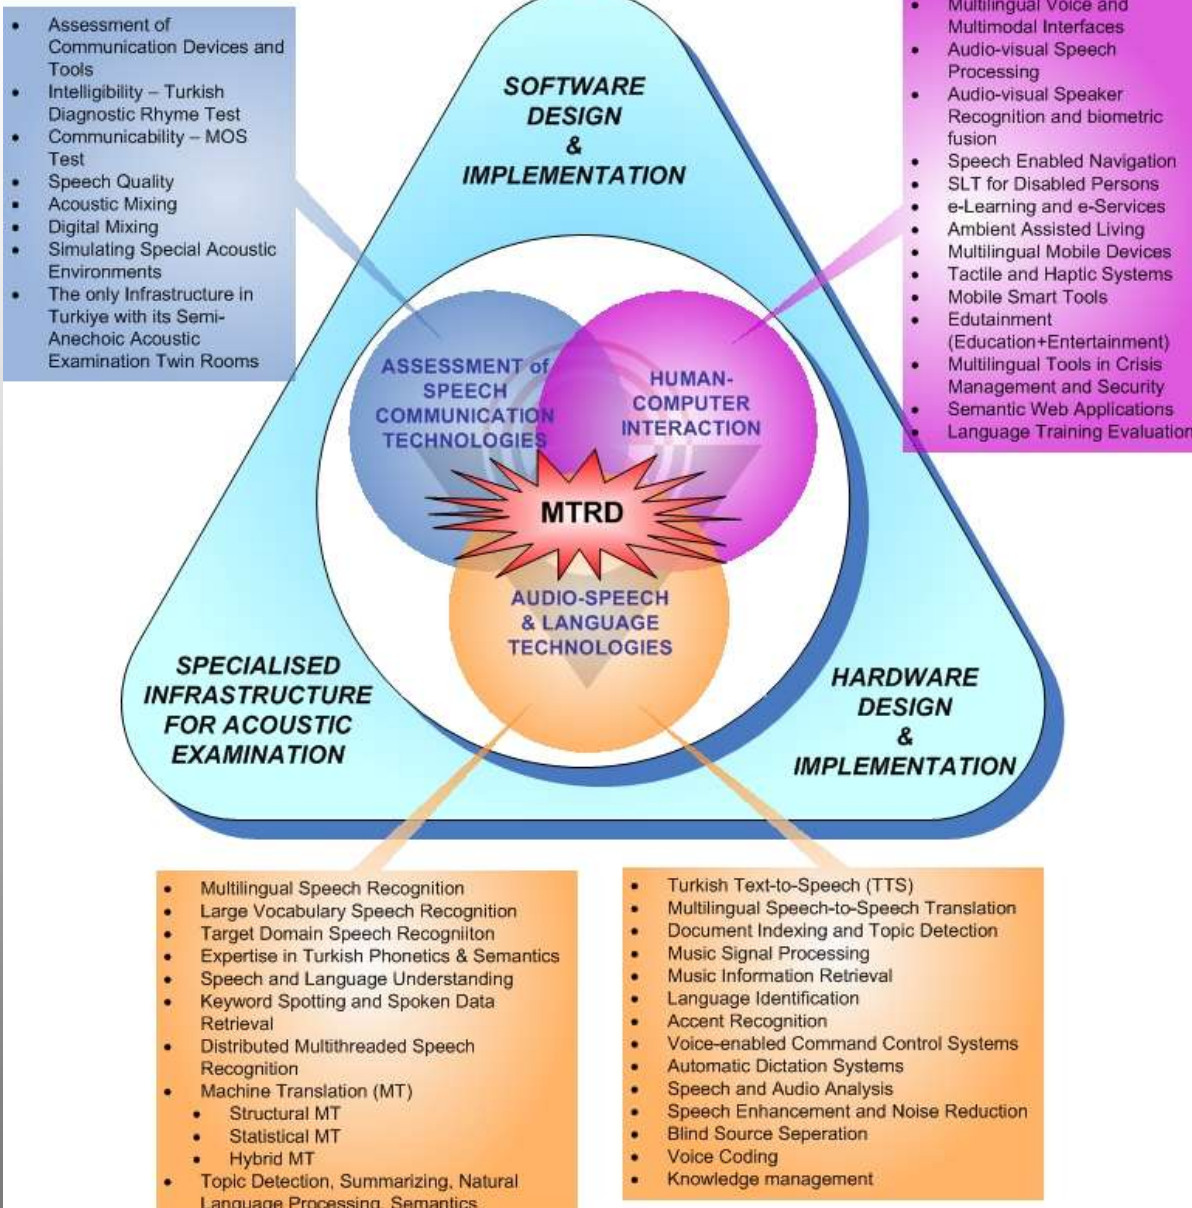 • Assessment of
Communication Devices and
Tools
• Intelligibility – Turkish
Diagnostic Rhyme Test
• Communicability – MOS
Test
• Speech Quality
• Acoustic Mixing
• Digital Mixing
• Simulating Special Acoustic
Environments
• The only Infrastructure in
Turkiye with its Semi-
Anechoic Acoustic
Examination Twin Rooms
SOFTWARE
DESIGN
&
IMPLEMENTATION
• Multilingual Voice and
Multimodal Interfaces
• Audio-visual Speech
Processing
• Audio-visual Speaker
Recognition and biometric
fusion
• Speech Enabled Navigation
• SLT for Disabled Persons
• e-Learning and e-Services
• Ambient Assisted Living
• Multilingual Mobile Devices
• Tactile and Haptic Systems
• Mobile Smart Tools
• Edutainment
(Education+Entertainment)
• Multilingual Tools in Crisis
Management and Security
• Semantic Web Applications
• Language Training Evaluation
ASSESSMENT of
SPEECH
COMMUNICATION
TECHNOLOGIES
HUMAN-
COMPUTER
INTERACTION
MTRD
AUDIO-SPEECH
& LANGUAGE
TECHNOLOGIES
SPECIALISED
INFRASTRUCTURE
FOR ACOUSTIC
EXAMINATION
HARDWARE
DESIGN
&
IMPLEMENTATION
• Multilingual Speech Recognition
• Large Vocabulary Speech Recognition
• Target Domain Speech Recogniiton
• Expertise in Turkish Phonetics & Semantics
• Speech and Language Understanding
• Keyword Spotting and Spoken Data
Retrieval
• Distributed Multithreaded Speech
Recognition
• Machine Translation (MT)
• Structural MT
• Statistical MT
• Hybrid MT
• Topic Detection, Summarizing, Natural
Language Processing, Semantics
• Turkish Text-to-Speech (TTS)
• Multilingual Speech-to-Speech Translation
• Document Indexing and Topic Detection
• Music Signal Processing
• Music Information Retrieval
• Language Identification
• Accent Recognition
• Voice-enabled Command Control Systems
• Automatic Dictation Systems
• Speech and Audio Analysis
• Speech Enhancement and Noise Reduction
• Blind Source Seperation
• Voice Coding
• Knowledge management